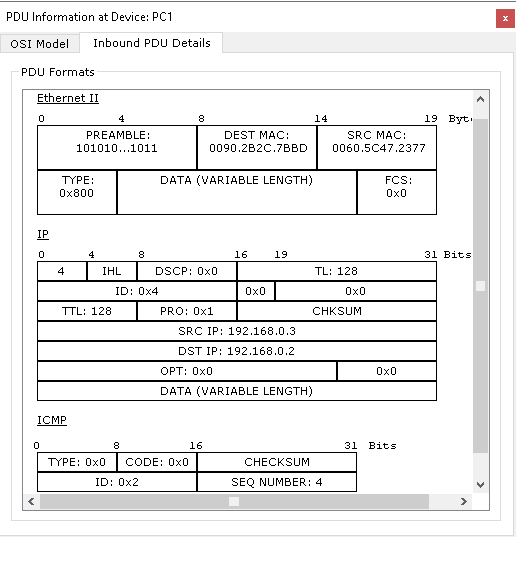 PDU Information at Device: PC1
x
OSI Model Inbound PDU Details
PDU Formats
Ethernet II
0 4 8 14 19 Byte
PREAMBLE: DEST MAC: SRC MAC:
101010...1011 0090.2B2C.7BBD 0060.5C47.2377
TYPE: DATA (VARIABLE LENGTH) FCS:
0x800 0x0
IP
0 4 8 16 19 31 Bits
4 IHL DSCP: 0x0 TL: 128
ID: 0x4 0x0 0x0
TTL: 128 PRO: 0x1 CHKSUM
SRC IP: 192.168.0.3
DST IP: 192.168.0.2
OPT: 0x0 0x0
DATA (VARIABLE LENGTH)
ICMP
0 8 16 31 Bits
TYPE: 0x0 CODE: 0x0 CHECKSUM
ID: 0x2 SEQ NUMBER: 4